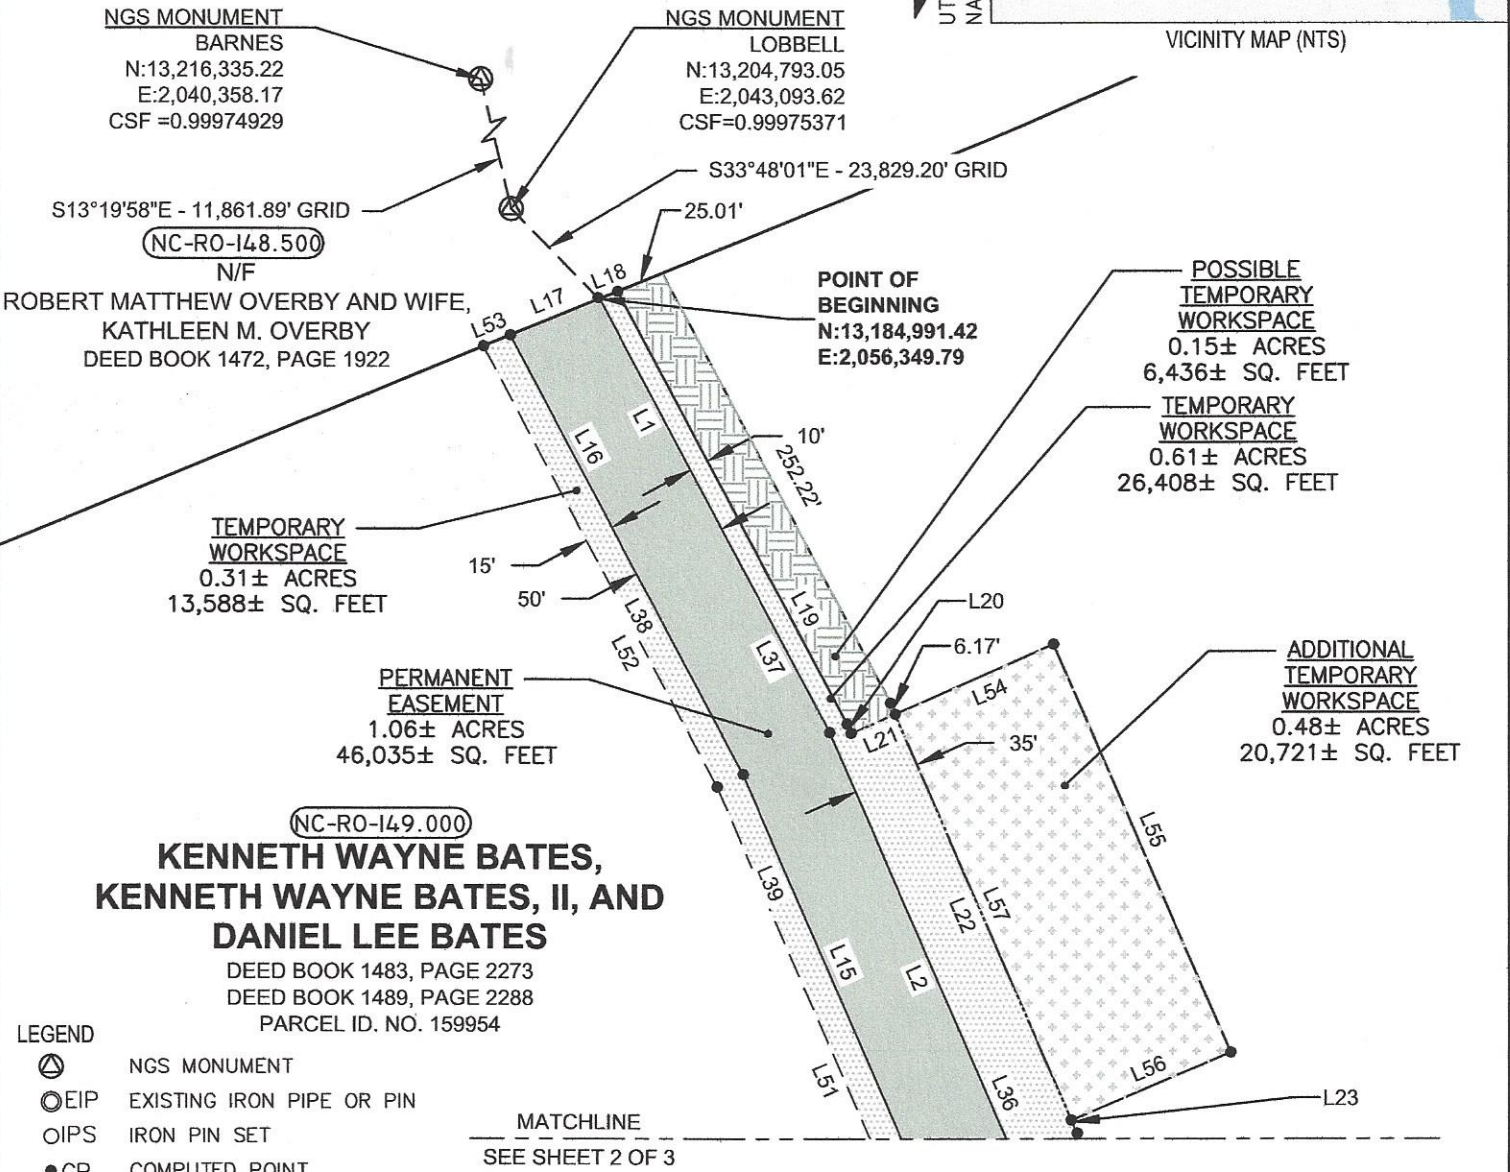 NGS MONUMENT
BARNES
N:13,216,335.22
E:2,040,358.17
CSF =0.99974929
NGS MONUMENT
LOBBELL
N:13,204,793.05
E:2,043,093.62
CSF=0.99975371
UT
NA
VICINITY MAP (NTS)
S33°48'01"E - 23,829.20' GRID
S13°19'58"E - 11,861.89' GRID
25.01'
NC-RO-I48.500
N/F
ROBERT MATTHEW OVERBY AND WIFE,
KATHLEEN M. OVERBY
DEED BOOK 1472, PAGE 1922
L53
L17
L18
POINT OF
BEGINNING
N:13,184,991.42
E:2,056,349.79
POSSIBLE
TEMPORARY
WORKSPACE
0.15± ACRES
6,436± SQ. FEET
TEMPORARY
WORKSPACE
0.61± ACRES
26,408± SQ. FEET
L1
L16
10'
252.22'
TEMPORARY
WORKSPACE
0.31± ACRES
13,588± SQ. FEET
15'
50'
L38
L52
L19
L37
L20
6.17'
L54
L21
35'
ADDITIONAL
TEMPORARY
WORKSPACE
0.48± ACRES
20,721± SQ. FEET
PERMANENT
EASEMENT
1.06± ACRES
46,035± SQ. FEET
NC-RO-I49.000
KENNETH WAYNE BATES,
KENNETH WAYNE BATES, II, AND
DANIEL LEE BATES
DEED BOOK 1483, PAGE 2273
DEED BOOK 1489, PAGE 2288
PARCEL ID. NO. 159954
L55
L39
L22
L57
L15
L2
L51
L36
L56
L23
LEGEND
NGS MONUMENT
EIP EXISTING IRON PIPE OR PIN
IPS IRON PIN SET
CP COMPUTED POINT
MATCHLINE
SEE SHEET 2 OF 3